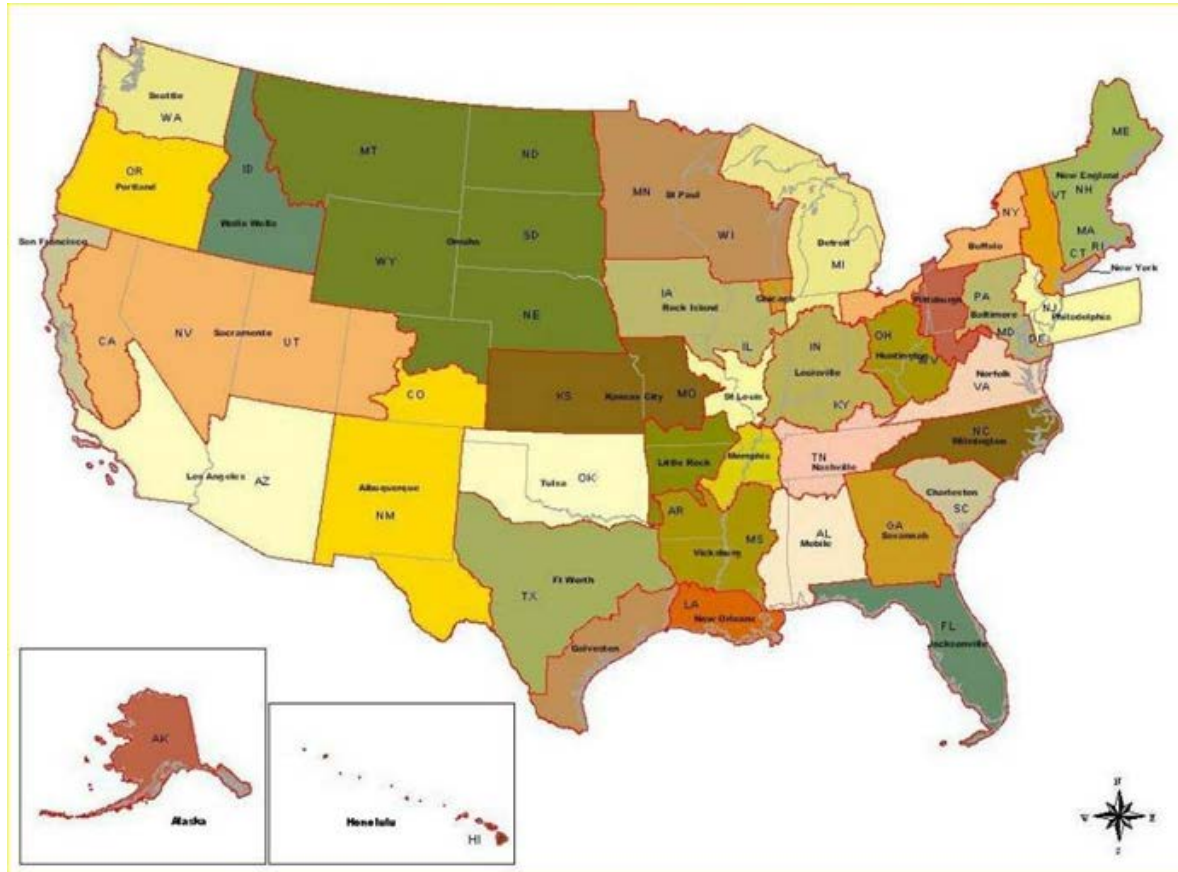 Seattle
WA
OR
Portland
ID
Walla Walla
MT
ND
SD
Omaha
WY
NE
MN
St Paul
WI
Detroit
MI
ME
New England
VT
NH
MA
CT
RI
NY
Buffalo
New York
San Francisco
CA
NV
Sacramento
UT
IA
Rock Island
IL
Chicago
Pittsburgh
PA
Baltimore
MD
DE
NJ
Philadelphia
IN
Louisville
KY
OH
Huntington
WV
Norfolk
VA
CO
KS
Kansas City
MO
St Louis
Los Angeles
AZ
Albuquerque
NM
Tulsa
OK
Little Rock
AR
Memphis
TN
Nashville
NC
Wilmington
Charleston
SC
Vicksburg
MS
AL
Mobile
GA
Savannah
Ft Worth
TX
Galveston
LA
New Orleans
FL
Jacksonville
AK
Alaska
Honolulu
HI
N
W
E
S